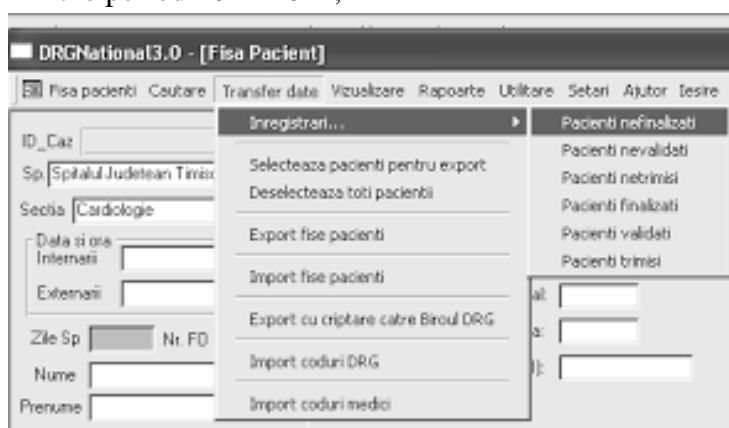 DRGNational3.0 - [Fisa Pacient]
Fisa pacienti Cautare Transfer date Vizualizare Rapoarte Utilitare Setari Ajutor Iesire
Inregistrari...
Pacienti nefinalizati
Pacienti nevalidati
Pacienti netrimisi
Pacienti finalizati
Pacienti validati
Pacienti trimisi
Selecteaza pacienti pentru export
Deselecteaza toti pacientii
Export fise pacienti
Import fise pacienti
Export cu criptare catre Biroul DRG
Import coduri DRG
Import coduri medici
ID_Caz
Sp. Spitalul Judetean
Sectia Cardiologie
Data si ora
Internarii
Externarii
Zile Sp Nr. FO
Nume
Prenume